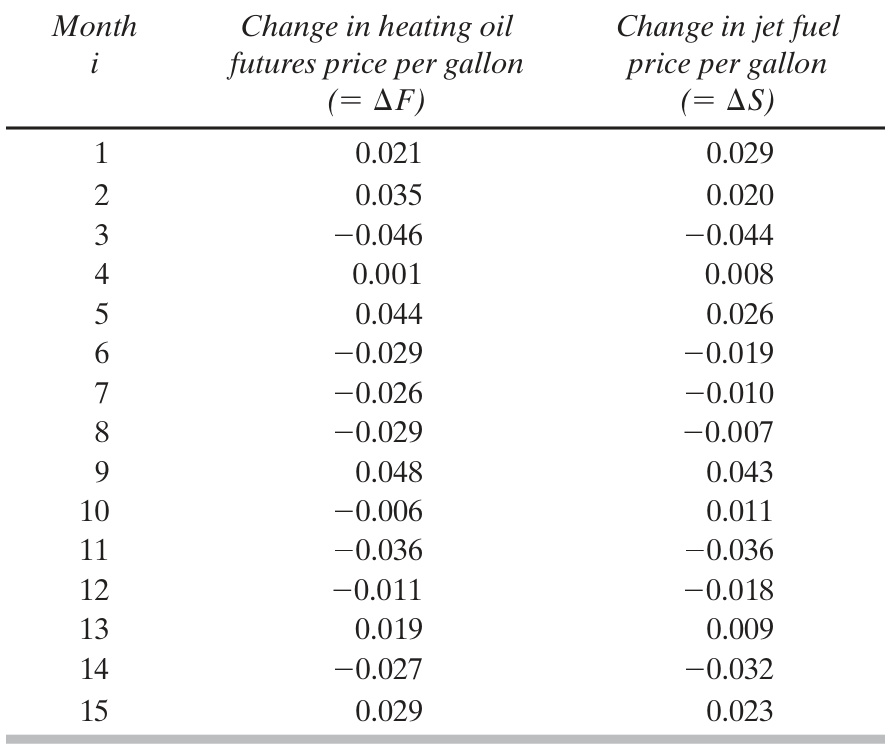 Month Change in heating oil Change in jet fuel
i futures price per gallon price per gallon
(= ΔF) (= ΔS)
1 0.021 0.029
2 0.035 0.020
3 −0.046 −0.044
4 0.001 0.008
5 0.044 0.026
6 −0.029 −0.019
7 −0.026 −0.010
8 −0.029 −0.007
9 0.048 0.043
10 −0.006 0.011
11 −0.036 −0.036
12 −0.011 −0.018
13 0.019 0.009
14 −0.027 −0.032
15 0.029 0.023